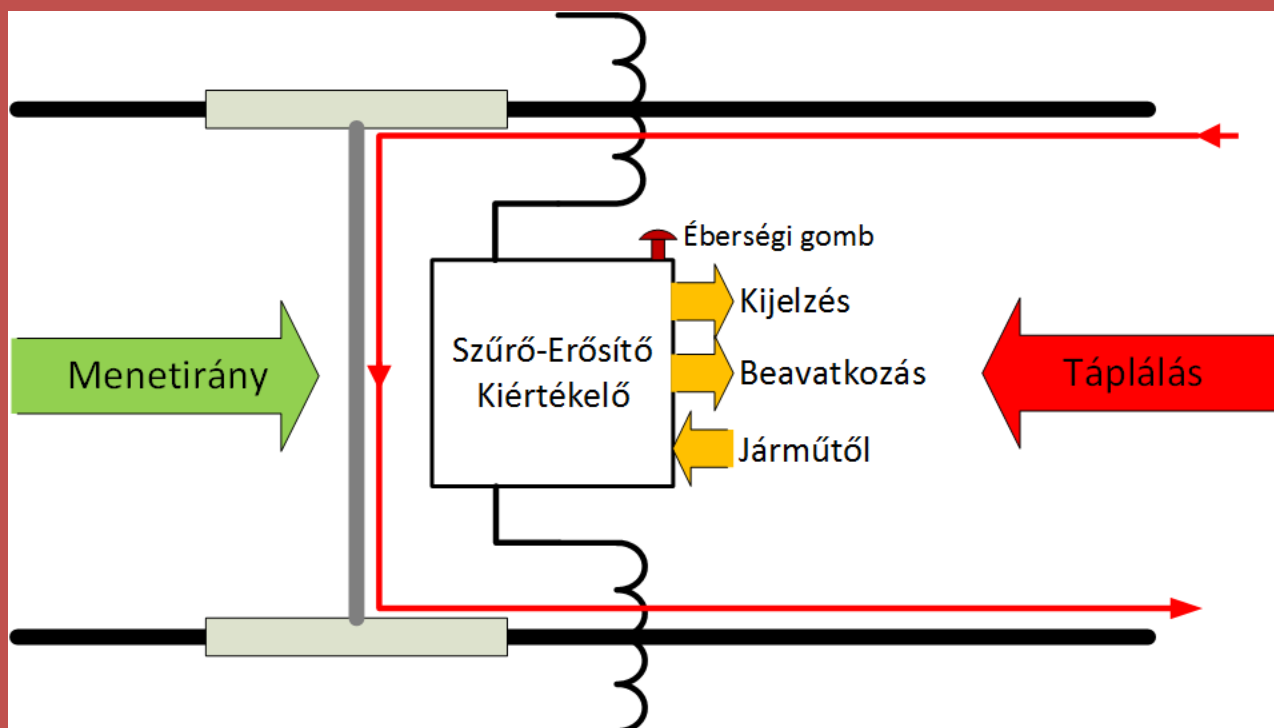 Éberségi gomb
Kijelzés
Szűrő-Erősítő
Kiértékelő
Menetirány
Beavatkozás
Táplálás
Járműtől